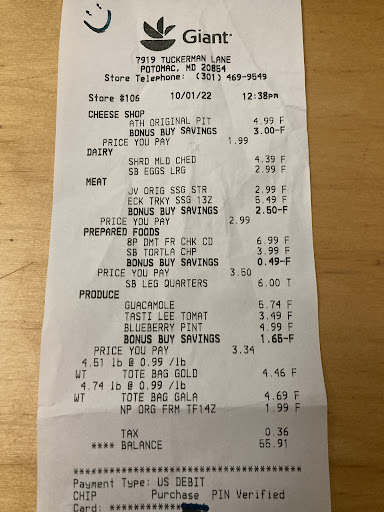 Giant
7919 TUCKERMAN LANE
POTOMAC, MD 20854
Store Telephone: (301) 469-9549
Store #106 10/01/22 12:38pm
CHEESE SHOP
ATH ORIGINAL PIT 4.99 F
BONUS BUY SAVINGS 3.00-F
PRICE YOU PAY 1.99
DAIRY
SHRD MLD CHED 4.39 F
SB EGGS LRG 2.99 F
MEAT
JV ORIG SSG STR 2.99 F
ECK TRKY SSG 13Z 5.49 F
BONUS BUY SAVINGS 2.50-F
PRICE YOU PAY 2.99
PREPARED FOODS
8P DMT FR CHK CD 6.99 F
SB TORTLA CHP 3.99 F
BONUS BUY SAVINGS 0.49-F
PRICE YOU PAY 3.50
SB LEG QUARTERS 6.00 T
PRODUCE
GUACAMOLE 5.74 F
TASTI LEE TOMAT 3.49 F
BLUEBERRY PINT 4.99 F
BONUS BUY SAVINGS 1.65-F
PRICE YOU PAY 3.34
4.51 lb @ 0.99 /lb
WT TOTE BAG GOLD 4.46 F
4.74 lb @ 0.99 /lb
WT TOTE BAG GALA 4.69 F
NP ORG FRM TF14Z 1.99 F
TAX 0.36
**** BALANCE 55.91
Payment Type: US DEBIT
CHIP Purchase PIN Verified
Card: